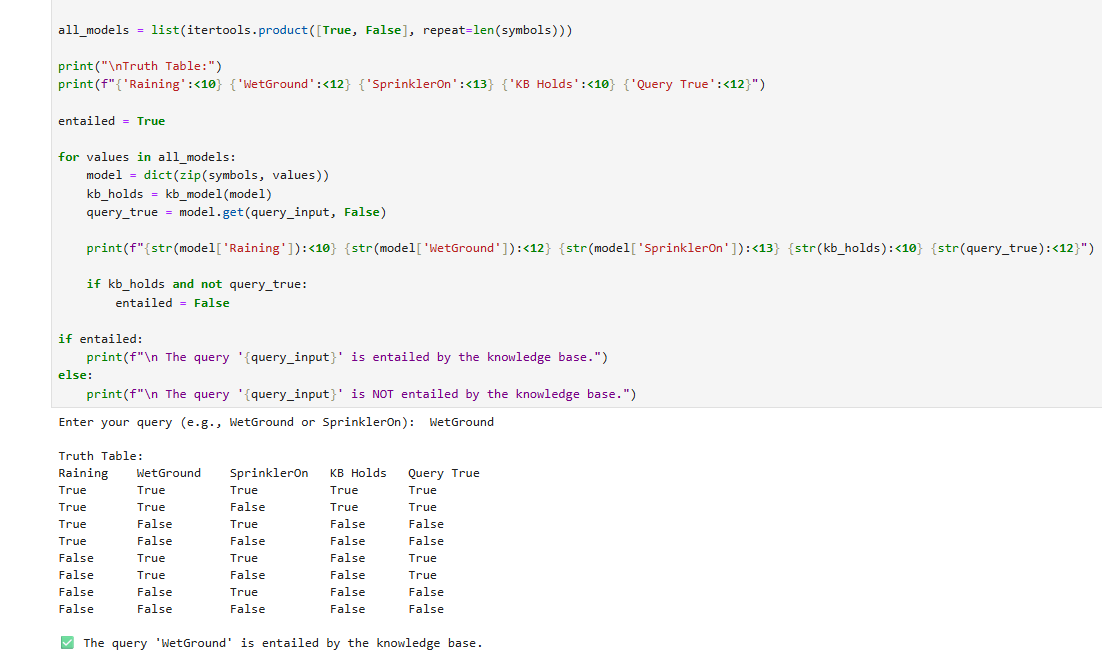 all_models = list(itertools.product([True, False], repeat=len(symbols)))
print("\nTruth Table:")
print(f"{'Raining':<10} {'WetGround':<12} {'SprinklerOn':<13} {'KB Holds':<10} {'Query True':<12}")
entailed = True
for values in all_models:
    model = dict(zip(symbols, values))
    kb_holds = kb_model(model)
    query_true = model.get(query_input, False)
    print(f"{str(model['Raining']):<10} {str(model['WetGround']):<12} {str(model['SprinklerOn']):<13} {str(kb_holds):<10} {str(query_true):<12}")
    if kb_holds and not query_true:
        entailed = False
if entailed:
    print(f"\n The query '{query_input}' is entailed by the knowledge base.")
else:
    print(f"\n The query '{query_input}' is NOT entailed by the knowledge base.")
Enter your query (e.g., WetGround or SprinklerOn):  WetGround
Truth Table:
Raining    WetGround    SprinklerOn   KB Holds   Query True
True       True         True          True       True
True       True         False         True       True
True       False        True          False      False
True       False        False         False      False
False      True         True          False      True
False      True         False         False      True
False      False        True          False      False
False      False        False         False      False
✅ The query 'WetGround' is entailed by the knowledge base.